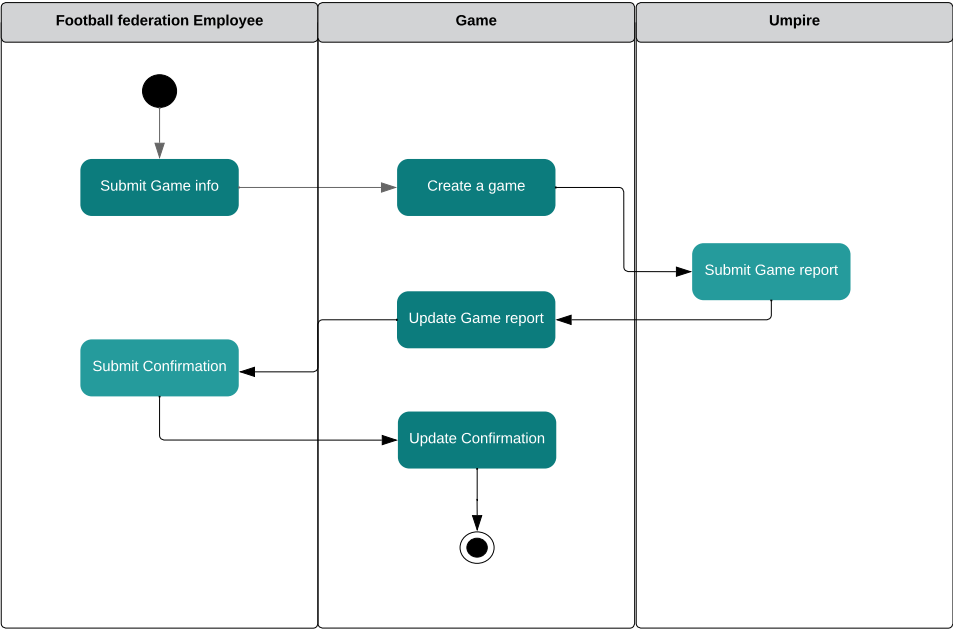 Football federation Employee
Game
Umpire
Submit Game info
Create a game
Submit Game report
Update Game report
Submit Confirmation
Update Confirmation